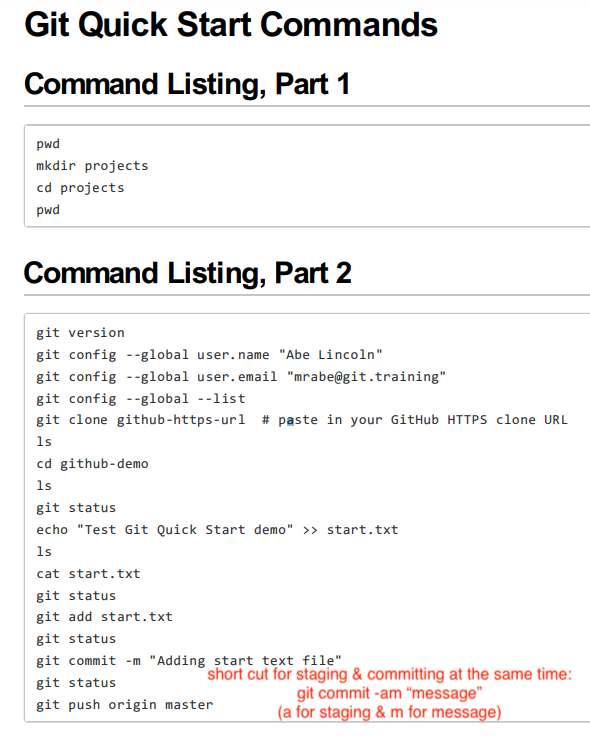 Git Quick Start Commands
Command Listing, Part 1
pwd
mkdir projects
cd projects
pwd
Command Listing, Part 2
git version
git config --global user.name "Abe Lincoln"
git config --global user.email "mrabe@git.training"
git config --global --list
git clone github-https-url  # paste in your GitHub HTTPS clone URL
ls
cd github-demo
ls
git status
echo "Test Git Quick Start demo" >> start.txt
ls
cat start.txt
git status
git add start.txt
git status
git commit -m "Adding start text file"
short cut for staging & committing at the same time:
git status
git commit -am “message”
git push origin master
(a for staging & m for message)